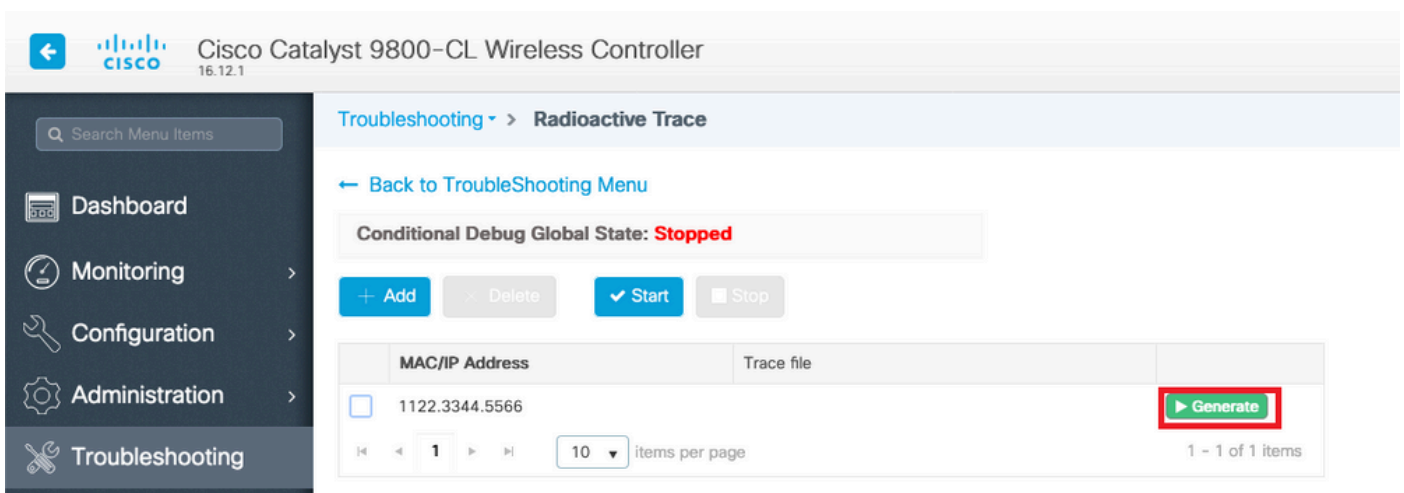 CISCO
Cisco Catalyst 9800-CL Wireless Controller
16.12.1
Search Menu Items
Dashboard
Monitoring
Configuration
Administration
Troubleshooting
Troubleshooting > Radioactive Trace
← Back to TroubleShooting Menu
Conditional Debug Global State: Stopped
+ Add × Delete ✔ Start Stop
MAC/IP Address Trace file
1122.3344.5566 Generate
1 10 items per page 1 - 1 of 1 items